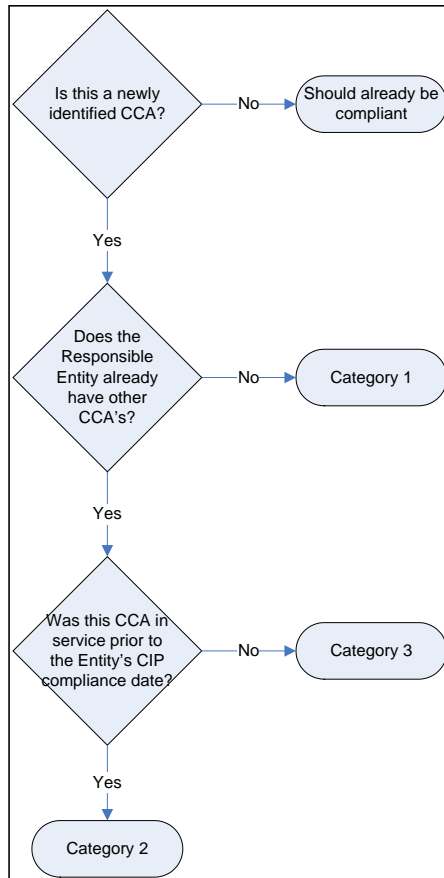 Is this a newly
identified CCA?
No
Should already be
compliant
Yes
Does the
Responsible
Entity already
have other
CCA's?
No
Category 1
Yes
Was this CCA in
service prior to
the Entity's CIP
compliance date?
No
Category 3
Yes
Category 2